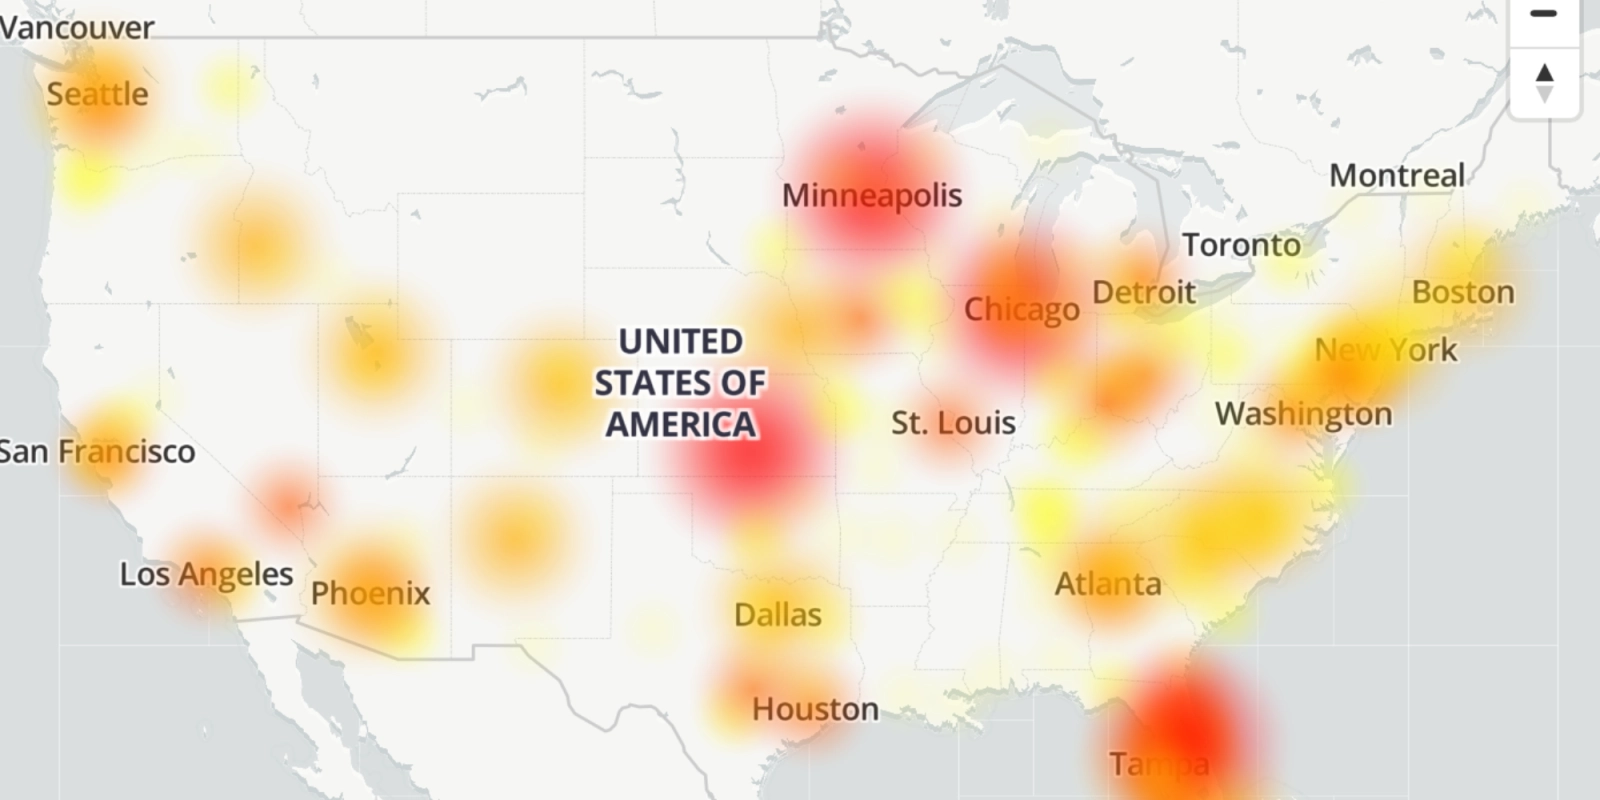 Vancouver
Seattle
Minneapolis
Montreal
Toronto
Chicago
Detroit
Boston
UNITED
STATES OF
AMERICA
New York
St. Louis
Washington
San Francisco
Los Angeles
Phoenix
Dallas
Atlanta
Houston
Tampa